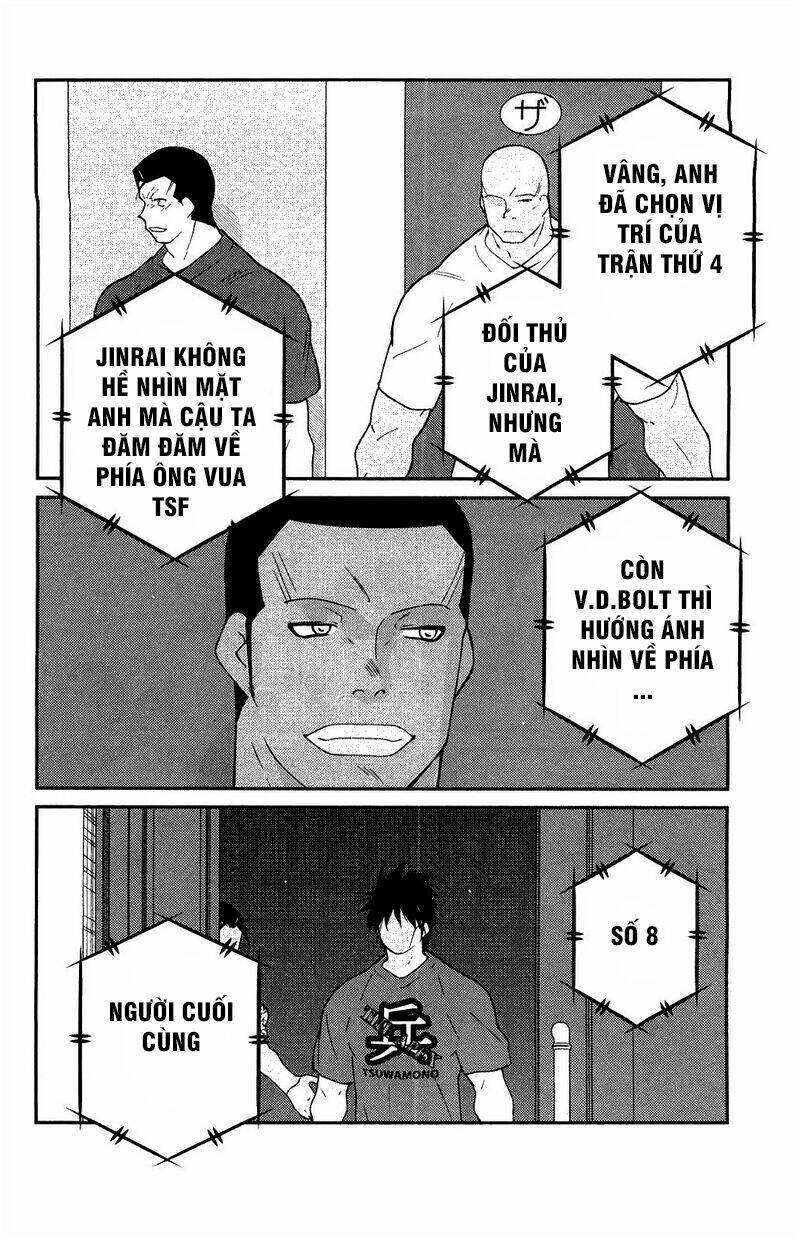 ザ
VÂNG, ANH
ĐÃ CHỌN VỊ
TRÍ CỦA
TRẬN THỨ 4
ĐỐI THỦ
CỦA
JINRAI,
NHƯNG
MÀ
JINRAI KHÔNG
HỀ NHÌN MẶT
ANH MÀ CẬU TA
ĐĂM ĐĂM VỀ
PHÍA ÔNG VUA
TSF
CÒN
V.D.BOLT THÌ
HƯỚNG ÁNH
NHÌN VỀ PHÍA
...
SỐ 8
NGƯỜI CUỐI
CÙNG
兵
TSUWAMONO